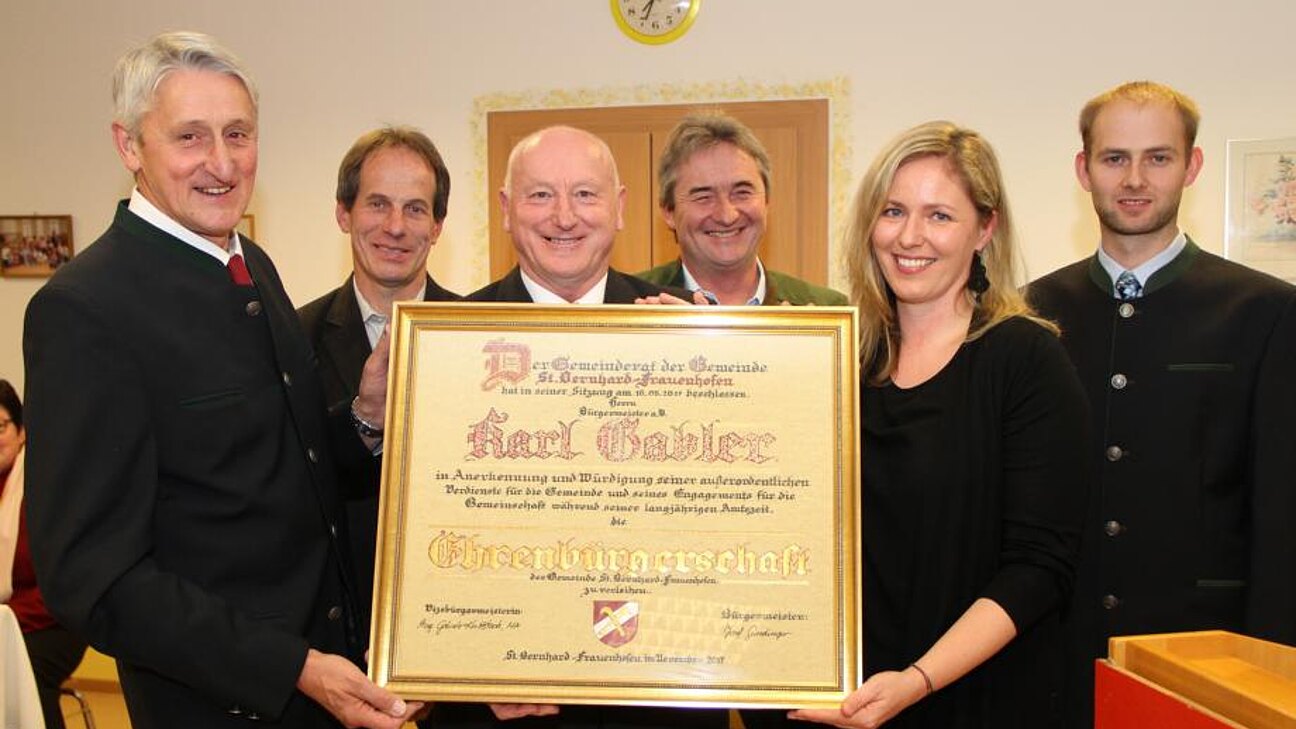 Der Gemeinderat der Gemeinde
St. Bernhard-Frauenhofen
hat in seiner Sitzung am 10.05.2017 beschlossen,
Herrn
Bürgermeister a.D.
Karl Gabler
in Anerkennung und Würdigung seiner außerordentlichen
Verdienste für die Gemeinde und seines Engagements für die
Gemeinschaft während seiner langjährigen Amtszeit,
die
Ehrenbürgerschaft
der Gemeinde St. Bernhard-Frauenhofen
zu verleihen.
Vizebürgermeisterin: Bürgermeister:
St. Bernhard-Frauenhofen, im November 2017